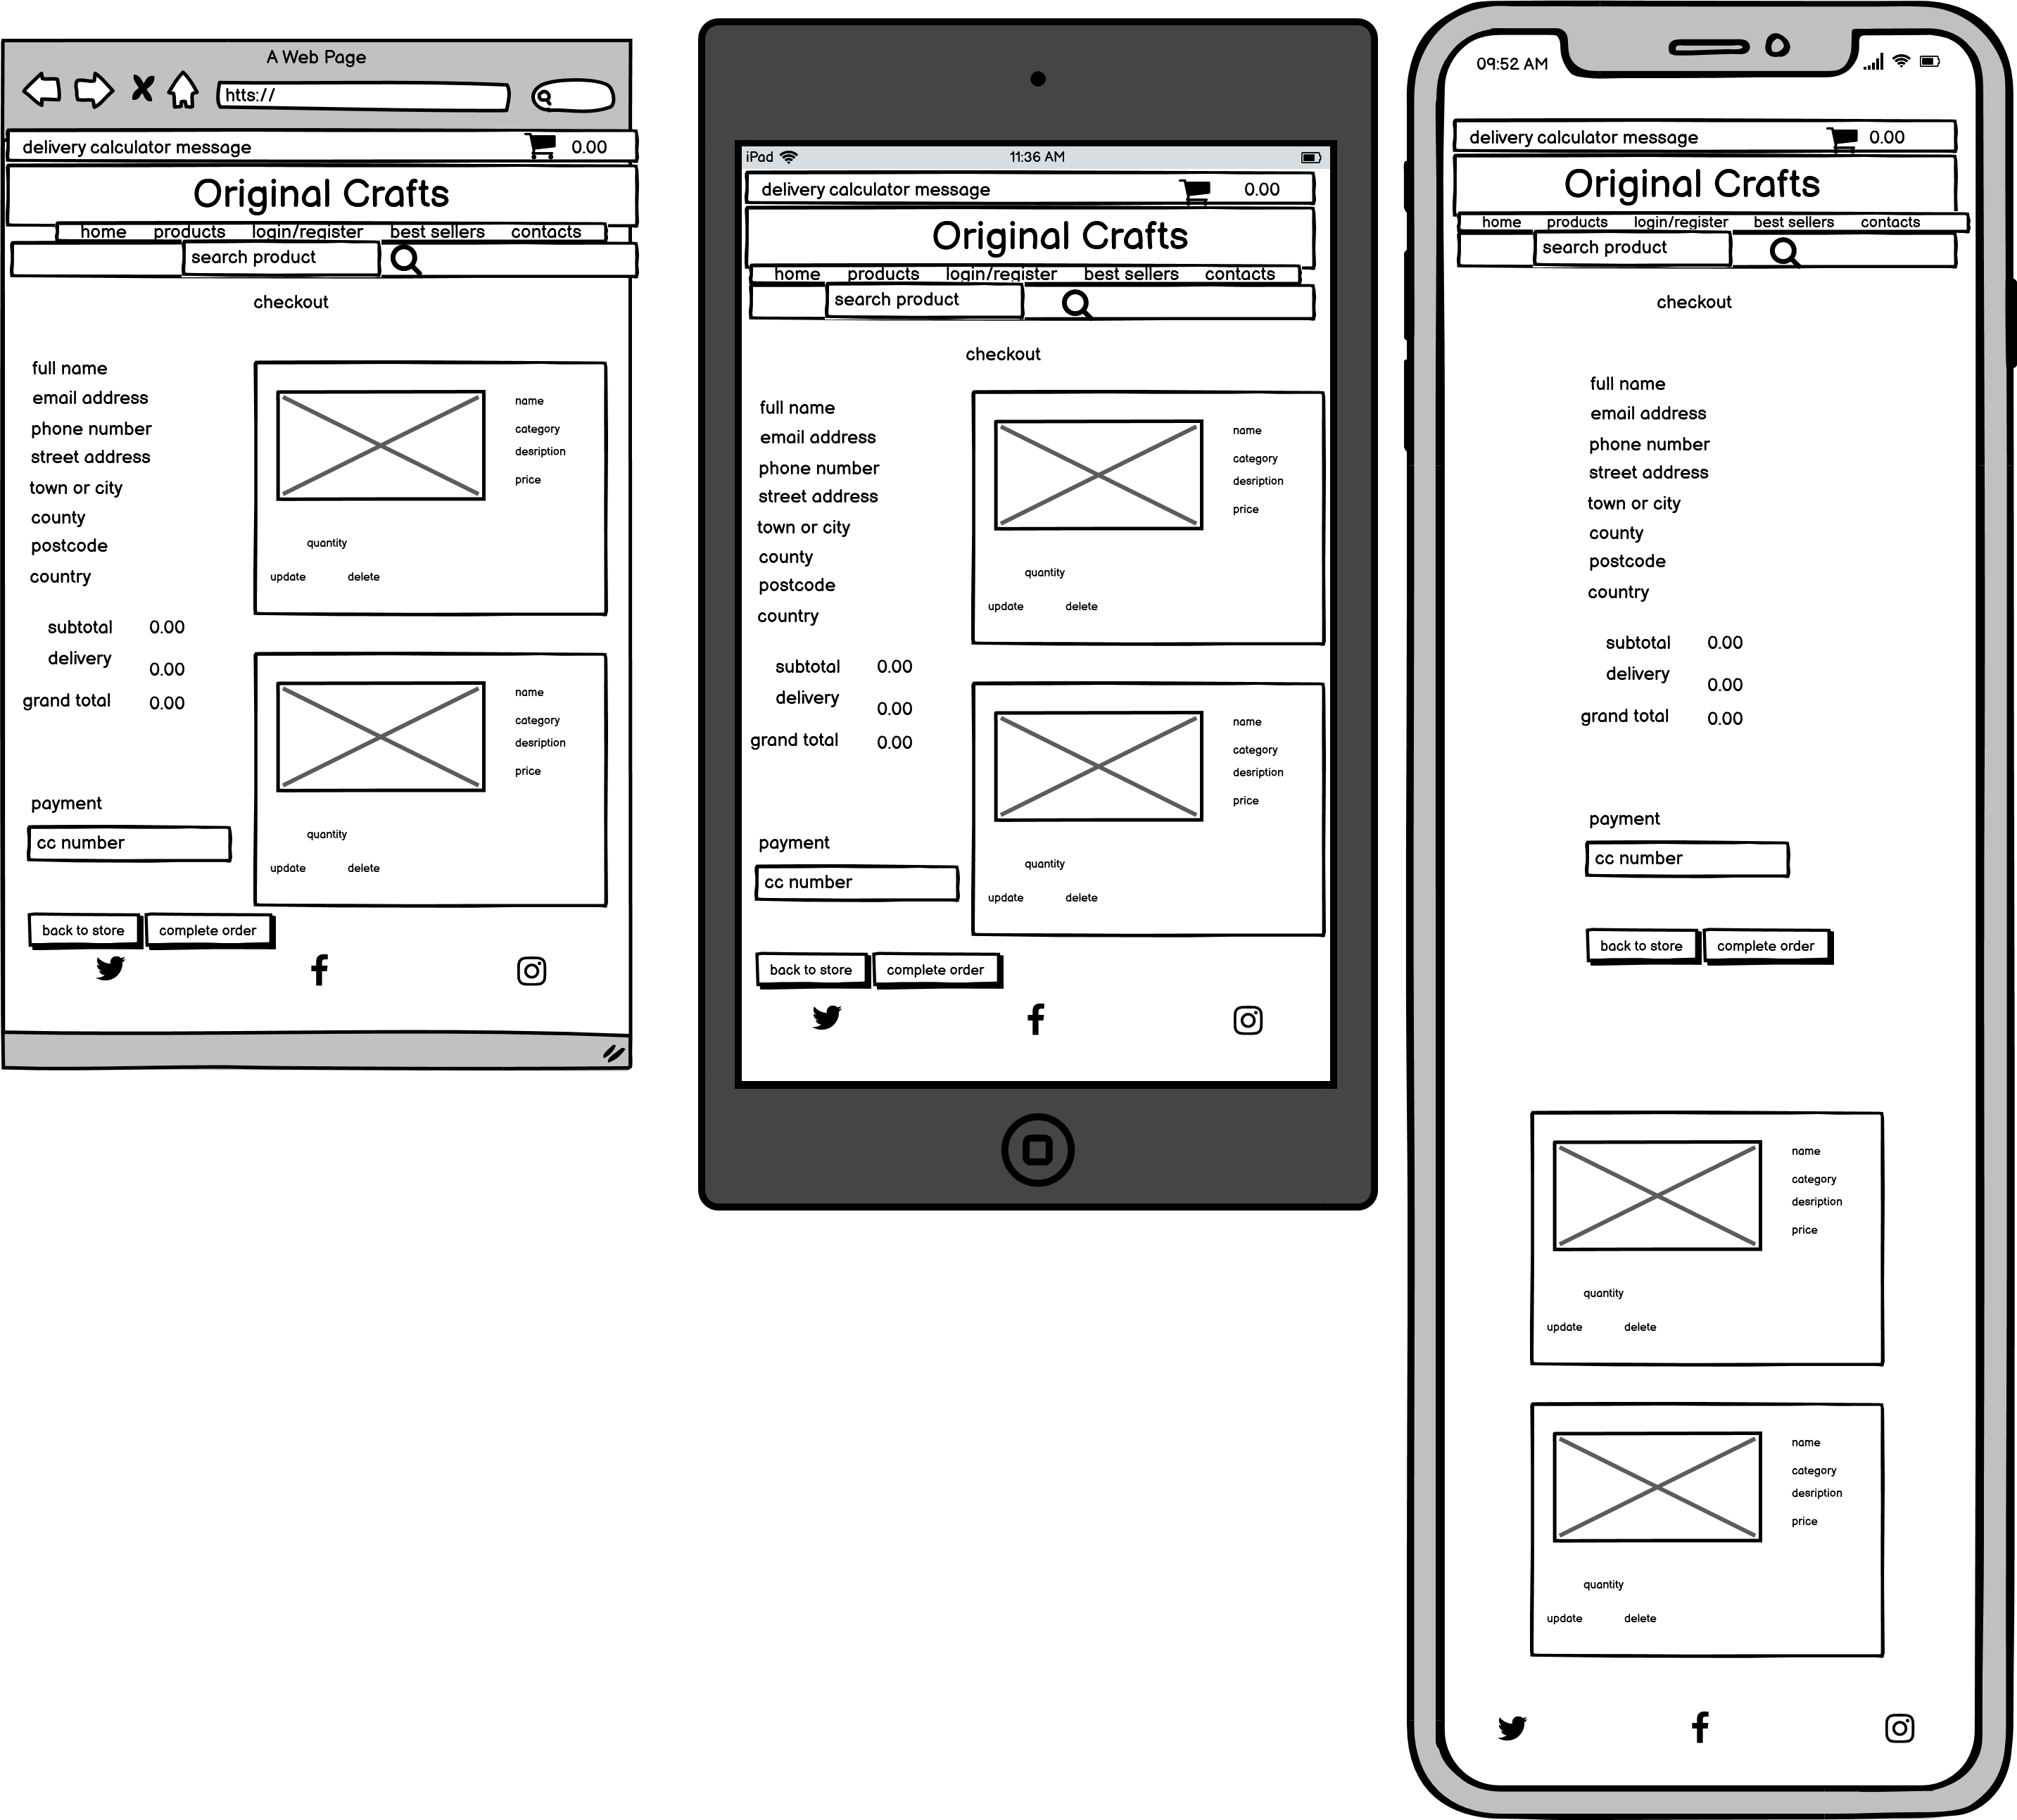 A Web Page
htts://
delivery calculator message 0.00
Original Crafts
home products login/register best sellers contacts
search product
checkout
full name
email address
phone number
street address
town or city
county
postcode
country
subtotal 0.00
delivery 0.00
grand total 0.00
payment
cc number
back to store complete order
name
category
desription
price
quantity
update delete
name
category
desription
price
quantity
update delete
iPad 11:36 AM
delivery calculator message 0.00
Original Crafts
home products login/register best sellers contacts
search product
checkout
full name
email address
phone number
street address
town or city
county
postcode
country
subtotal 0.00
delivery 0.00
grand total 0.00
payment
cc number
back to store complete order
name
category
desription
price
quantity
update delete
name
category
desription
price
quantity
update delete
09:52 AM
delivery calculator message 0.00
Original Crafts
home products login/register best sellers contacts
search product
checkout
full name
email address
phone number
street address
town or city
county
postcode
country
subtotal 0.00
delivery 0.00
grand total 0.00
payment
cc number
back to store complete order
name
category
desription
price
quantity
update delete
name
category
desription
price
quantity
update delete